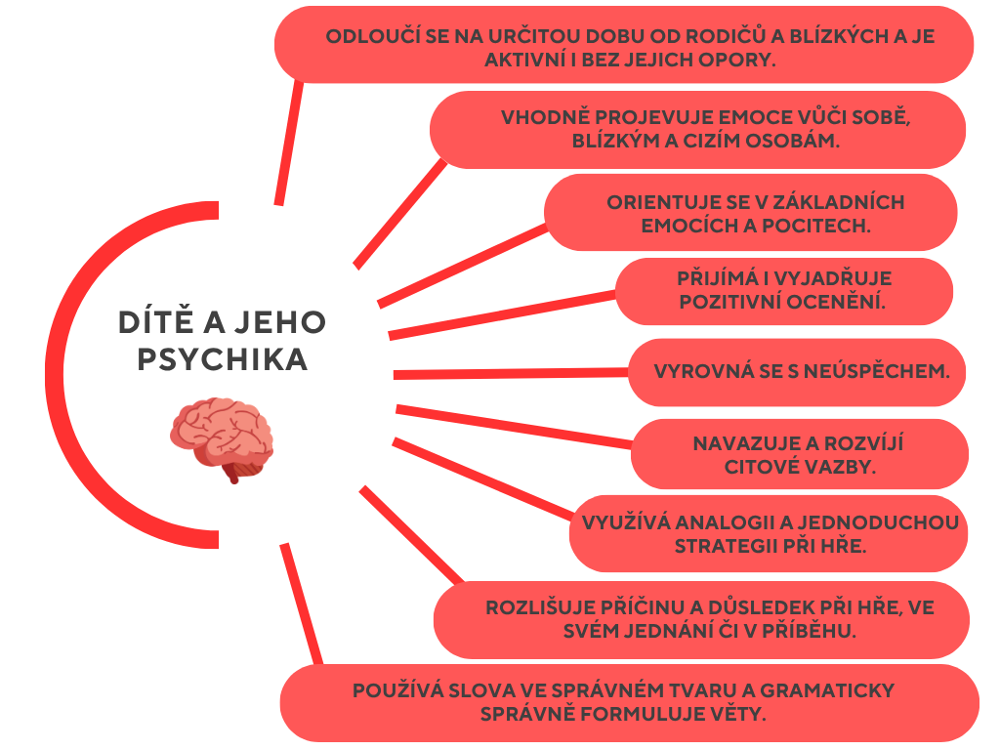 ODLOUČÍ SE NA URČITOU DOBU OD RODIČŮ A BLÍZKÝCH A JE
AKTIVNÍ I BEZ JEJICH OPORY.
VHODNĚ PROJEVUJE EMOCE VŮČI SOBĚ,
BLÍZKÝM A CIZÍM OSOBÁM.
ORIENTUJE SE V ZÁKLADNÍCH
EMOCÍCH A POCITECH.
PŘIJÍMÁ I VYJADŘUJE
POZITIVNÍ OCENĚNÍ.
DÍTĚ A JEHO
PSYCHIKA
VYROVNÁ SE S NEÚSPĚCHEM.
NAVAZUJE A ROZVÍJÍ
CITOVÉ VAZBY.
VYUŽÍVÁ ANALOGII A JEDNODUCHOU
STRATEGII PŘI HŘE.
ROZLIŠUJE PŘÍČINU A DŮSLEDEK PŘI HŘE, VE
SVÉM JEDNÁNÍ ČI V PŘÍBĚHU.
POUŽÍVÁ SLOVA VE SPRÁVNÉM TVARU A GRAMATICKY
SPRÁVNĚ FORMULUJE VĚTY.